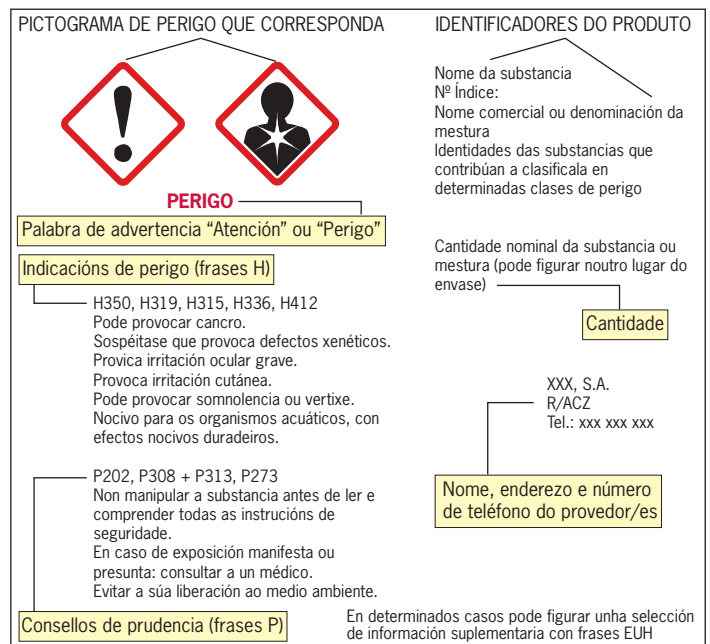 PICTOGRAMA DE PERIGO QUE CORRESPONDA
PERIGO
Palabra de advertencia “Atención” ou “Perigo”
Indicacións de perigo (frases H)
H350, H319, H315, H336, H412
Pode provocar cancro.
Sospéitase que provoca defectos xenéticos.
Provica irritación ocular grave.
Provoca irritación cutánea.
Pode provocar somnolencia ou vertixe.
Nocivo para os organismos acuáticos, con
efectos nocivos duradeiros.
P202, P308 + P313, P273
Non manipular a substancia antes de ler e
comprender todas as instrucións de
seguridade.
En caso de exposición manifesta ou
presunta: consultar a un médico.
Evitar a súa liberación ao medio ambiente.
Consellos de prudencia (frases P)
IDENTIFICADORES DO PRODUTO
Nome da substancia
Nº Índice:
Nome comercial ou denominación da
mestura
Identidades das substancias que
contribúan a clasificala en
determinadas clases de perigo
Cantidade nominal da substancia ou
mestura (pode figurar noutro lugar do
envase)
Cantidade
XXX, S.A.
R/ACZ
Tel.: xxx xxx xxx
Nome, enderezo e número
de teléfono do provedor/es
En determinados casos pode figurar unha selección
de información suplementaria con frases EUH